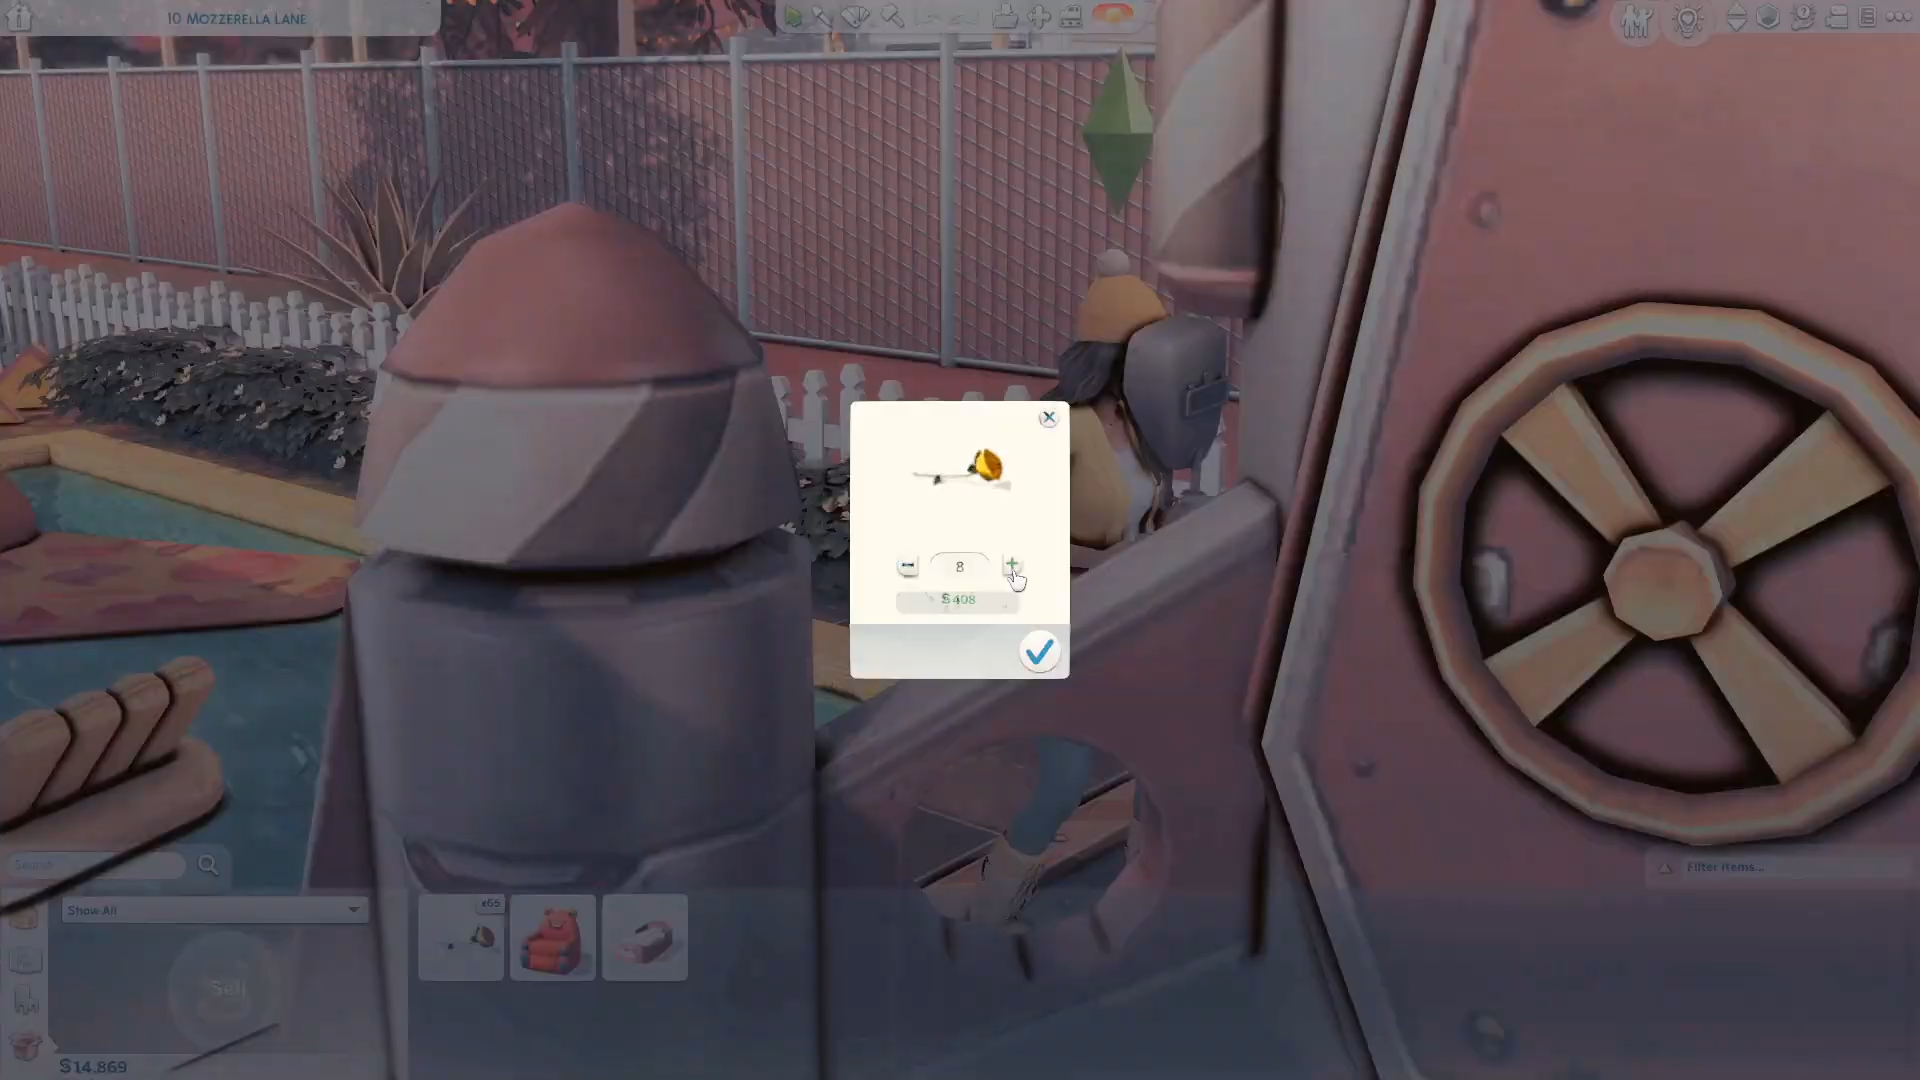 10 MOZZERELLA LANE
8
$408
Search
Filter Items...
Show All
x65
Sell
$14,869